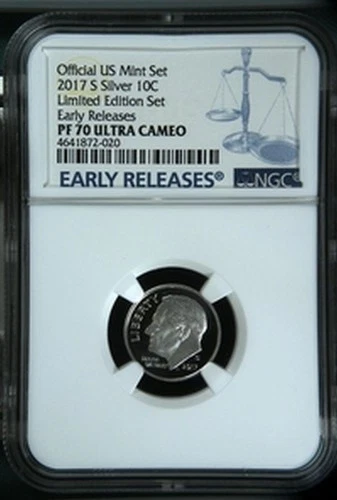 Official US Mint Set
2017 S Silver 10C
Limited Edition Set
Early Releases
PF 70 ULTRA CAMEO
4641872-020
EARLY RELEASES®
NGC®
LIBERTY
S
2017